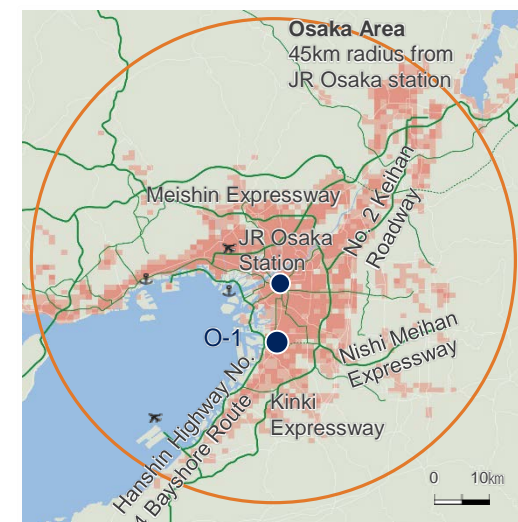 Osaka Area
45km radius from
JR Osaka station
Meishin Expressway
No. 2 Keihan
Roadway
JR Osaka
Station
O-1
Nishi Meihan
Expressway
Hanshin Highway No.
4 Bayshore Route
Kinki
Expressway
0 10km